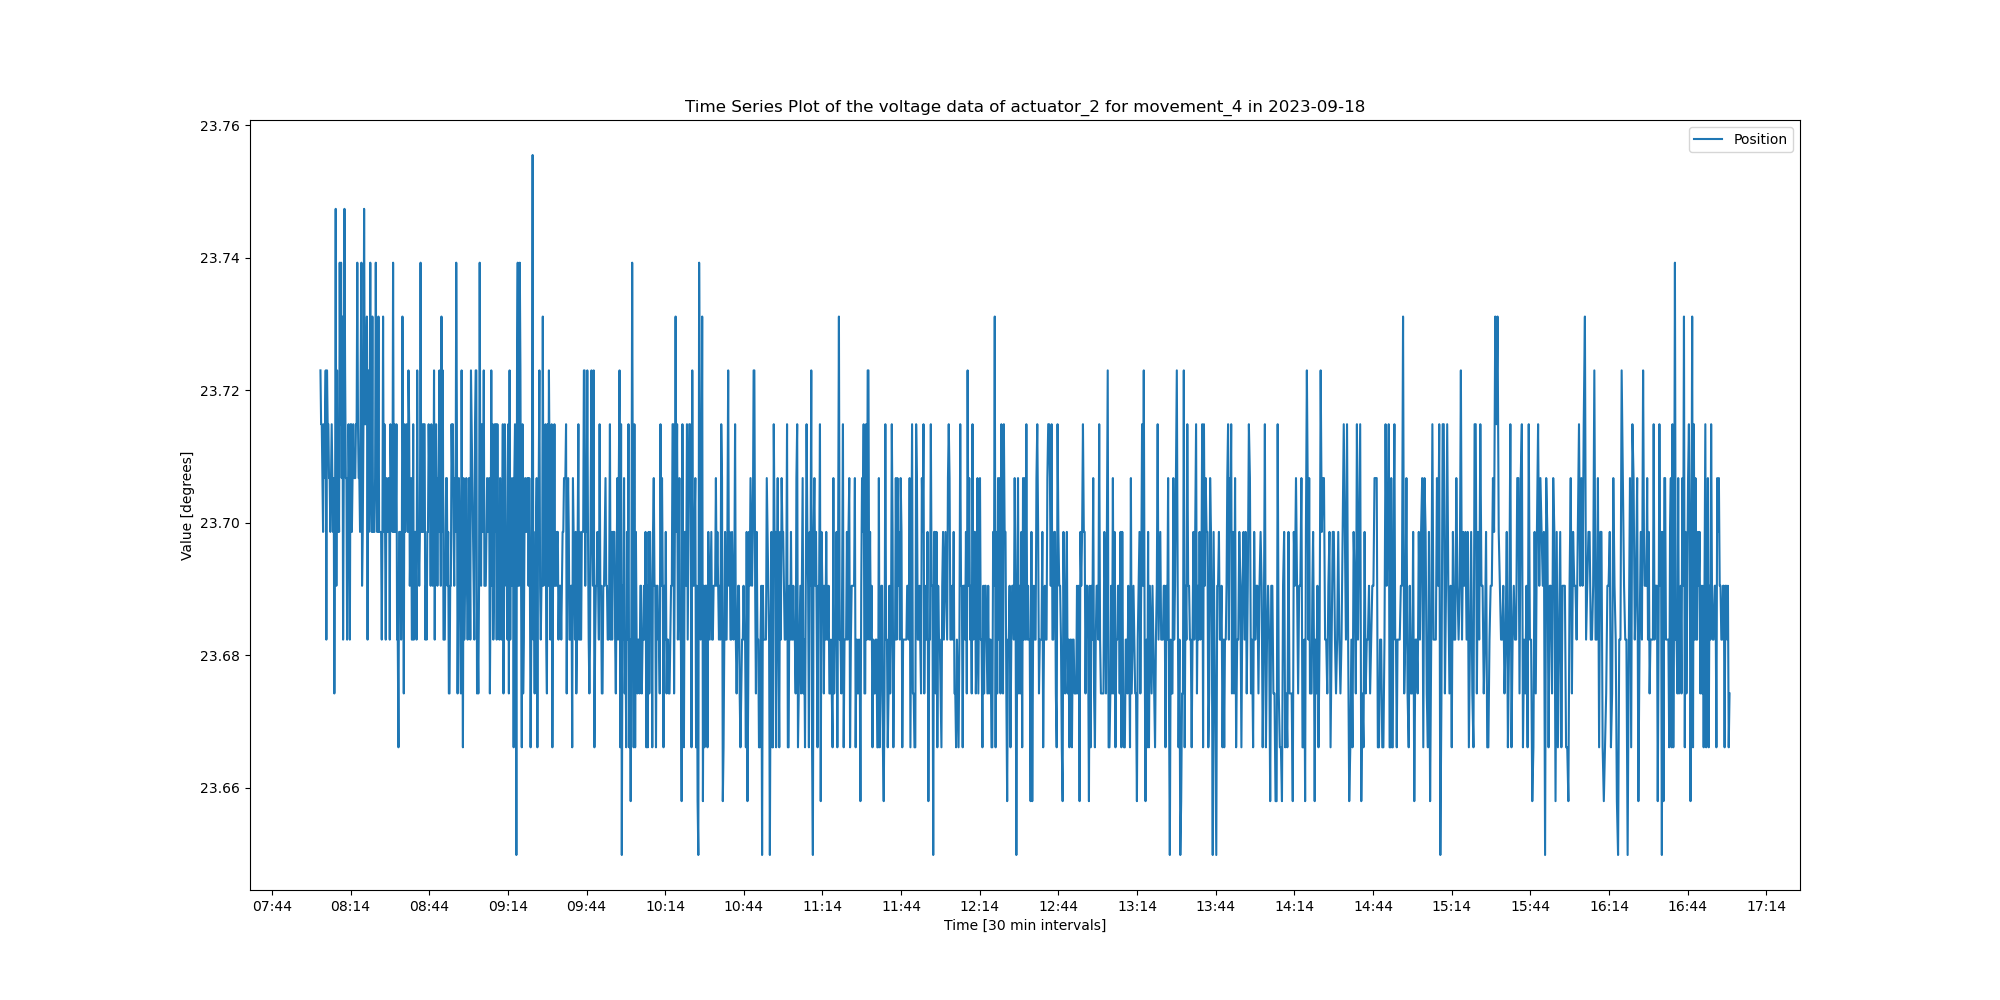 Time Series Plot of the voltage data of actuator_2 for movement_4 in 2023-09-18
Position
Value [degrees]
23.76
23.74
23.72
23.70
23.68
23.66
07:44 08:14 08:44 09:14 09:44 10:14 10:44 11:14 11:44 12:14 12:44 13:14 13:44 14:14 14:44 15:14 15:44 16:14 16:44 17:14
Time [30 min intervals]